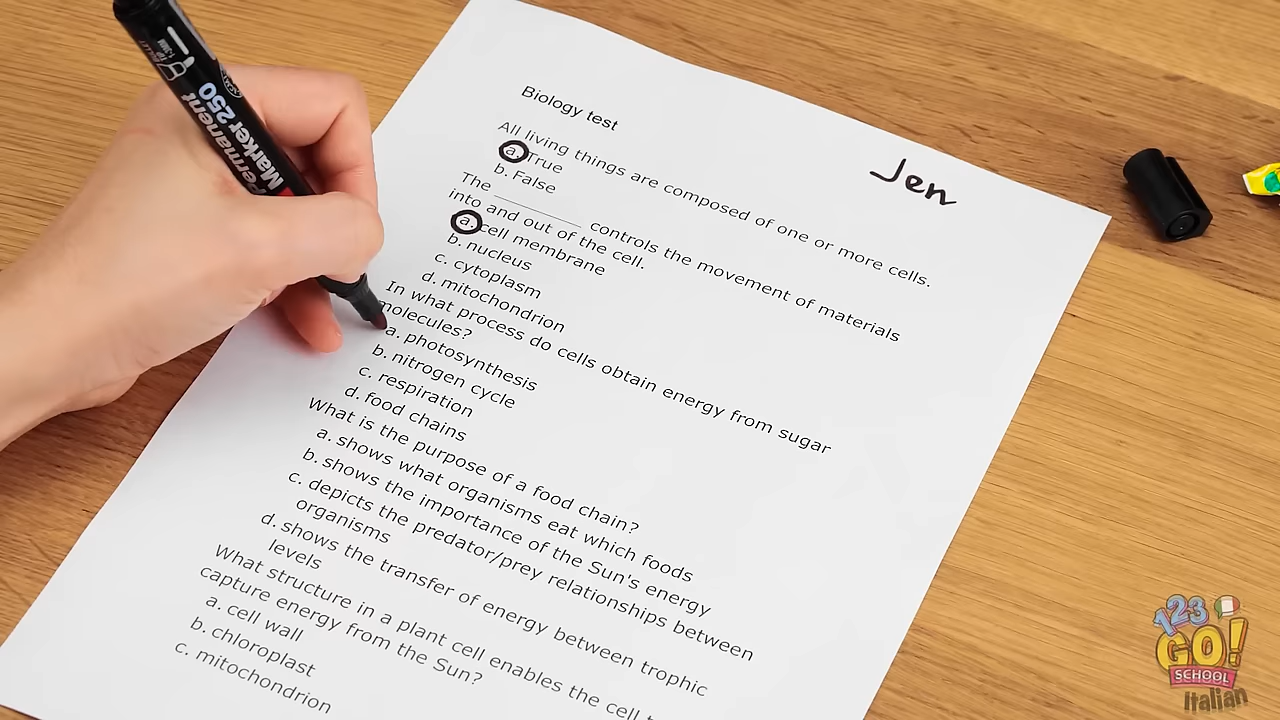 Biology test
Jen
All living things are composed of one or more cells.
a. True
b. False
The __________ controls the movement of materials
into and out of the cell.
a. cell membrane
b. nucleus
c. cytoplasm
d. mitochondrion
In what process do cells obtain energy from sugar
molecules?
a. photosynthesis
b. nitrogen cycle
c. respiration
d. food chains
What is the purpose of a food chain?
a. shows what organisms eat which foods
b. shows the importance of the Sun's energy
c. depicts the predator/prey relationships between
organisms
d. shows the transfer of energy between trophic
levels
What structure in a plant cell enables the cell
capture energy from the Sun?
a. cell wall
b. chloroplast
c. mitochondrion
Permanent
Marker 250
123
GO!
SCHOOL
Italian